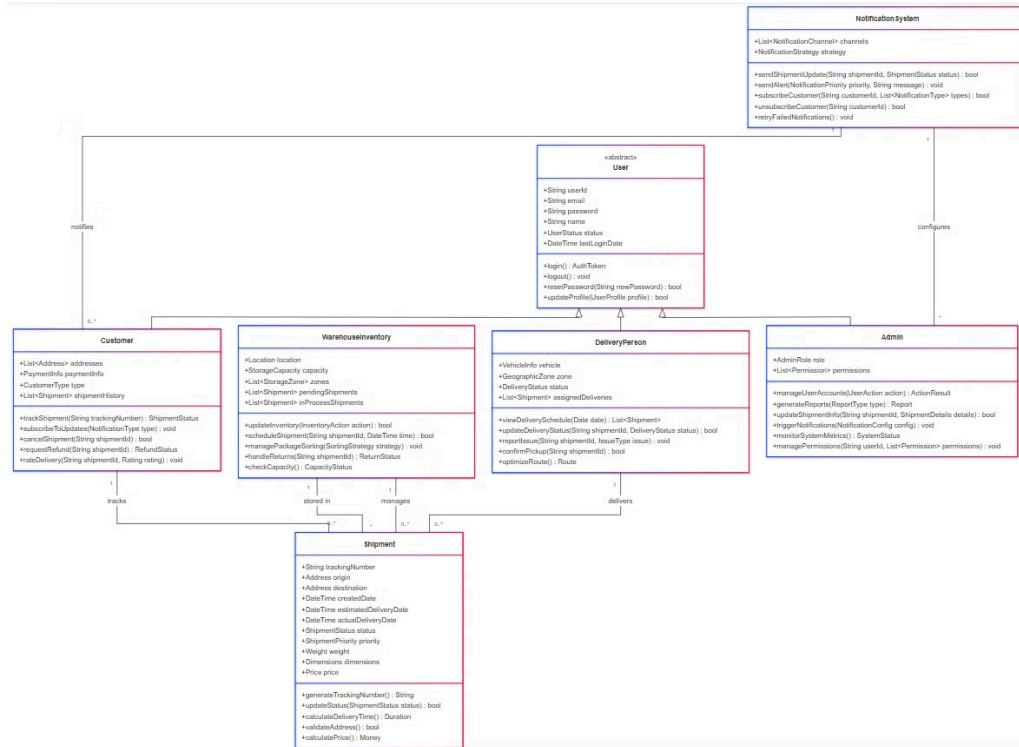 NotificationSystem
+List<NotificationChannel> channels
+NotificationStrategy strategy
+sendShipmentUpdate(String shipmentId, ShipmentStatus status) : bool
+sendAlert(NotificationPriority priority, String message) : void
+subscribeCustomer(String customerId, List<NotificationType> types) : bool
+unsubscribeCustomer(String customerId) : bool
+retryFailedNotifications() : void
1
1
«abstract»
User
+String userId
+String email
+String password
+String name
+UserStatus status
+DateTime lastLoginDate
+login() : AuthToken
+logout() : void
+resetPassword(String newPassword) : bool
+updateProfile(UserProfile profile) : bool
notifies
configures
0..*
*
Customer
+List<Address> addresses
+PaymentInfo paymentInfo
+CustomerType type
+List<Shipment> shipmentHistory
+trackShipment(String trackingNumber) : ShipmentStatus
+subscribeToUpdates(NotificationType type) : void
+cancelShipment(String shipmentId) : bool
+requestRefund(String shipmentId) : RefundStatus
+rateDelivery(String shipmentId, Rating rating) : void
WarehouseInventory
+Location location
+StorageCapacity capacity
+List<StorageZone> zones
+List<Shipment> pendingShipments
+List<Shipment> inProcessShipments
+updateInventory(InventoryAction action) : bool
+scheduleShipment(String shipmentId, DateTime time) : bool
+managePackageSorting(SortingStrategy strategy) : void
+handleReturns(String shipmentId) : ReturnStatus
+checkCapacity() : CapacityStatus
DeliveryPerson
+VehicleInfo vehicle
+GeographicZone zone
+DeliveryStatus status
+List<Shipment> assignedDeliveries
+viewDeliverySchedule(Date date) : List<Shipment>
+updateDeliveryStatus(String shipmentId, DeliveryStatus status) : bool
+reportIssue(String shipmentId, IssueType issue) : void
+confirmPickup(String shipmentId) : bool
+optimizeRoute() : Route
Admin
+AdminRole role
+List<Permission> permissions
+manageUserAccounts(UserAction action) : ActionResult
+generateReports(ReportType type) : Report
+updateShipmentInfo(String shipmentId, ShipmentDetails details) : bool
+triggerNotifications(NotificationConfig config) : void
+monitorSystemMetrics() : SystemStatus
+managePermissions(String userId, List<Permission> permissions) : void
1
1
1
1
tracks
stored in
manages
delivers
0..*
*
0..*
0..*
Shipment
+String trackingNumber
+Address origin
+Address destination
+DateTime createdDate
+DateTime estimatedDeliveryDate
+DateTime actualDeliveryDate
+ShipmentStatus status
+ShipmentPriority priority
+Weight weight
+Dimensions dimensions
+Price price
+generateTrackingNumber() : String
+updateStatus(ShipmentStatus status) : bool
+calculateDeliveryTime() : Duration
+validateAddress() : bool
+calculatePrice() : Money